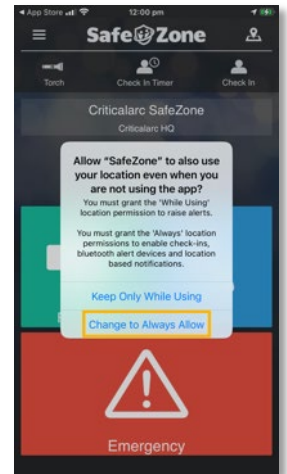 App Store
12:00 pm
SafeZone
Torch
Check In Timer
Check In
Criticalarc SafeZone
Criticalarc HQ
Allow "SafeZone" to also use
your location even when you
are not using the app?
You must grant the 'While Using'
location permission to raise alerts.
You must grant the 'Always' location
permissions to enable check-ins,
bluetooth alert devices and location
based notifications.
Keep Only While Using
Change to Always Allow
Emergency